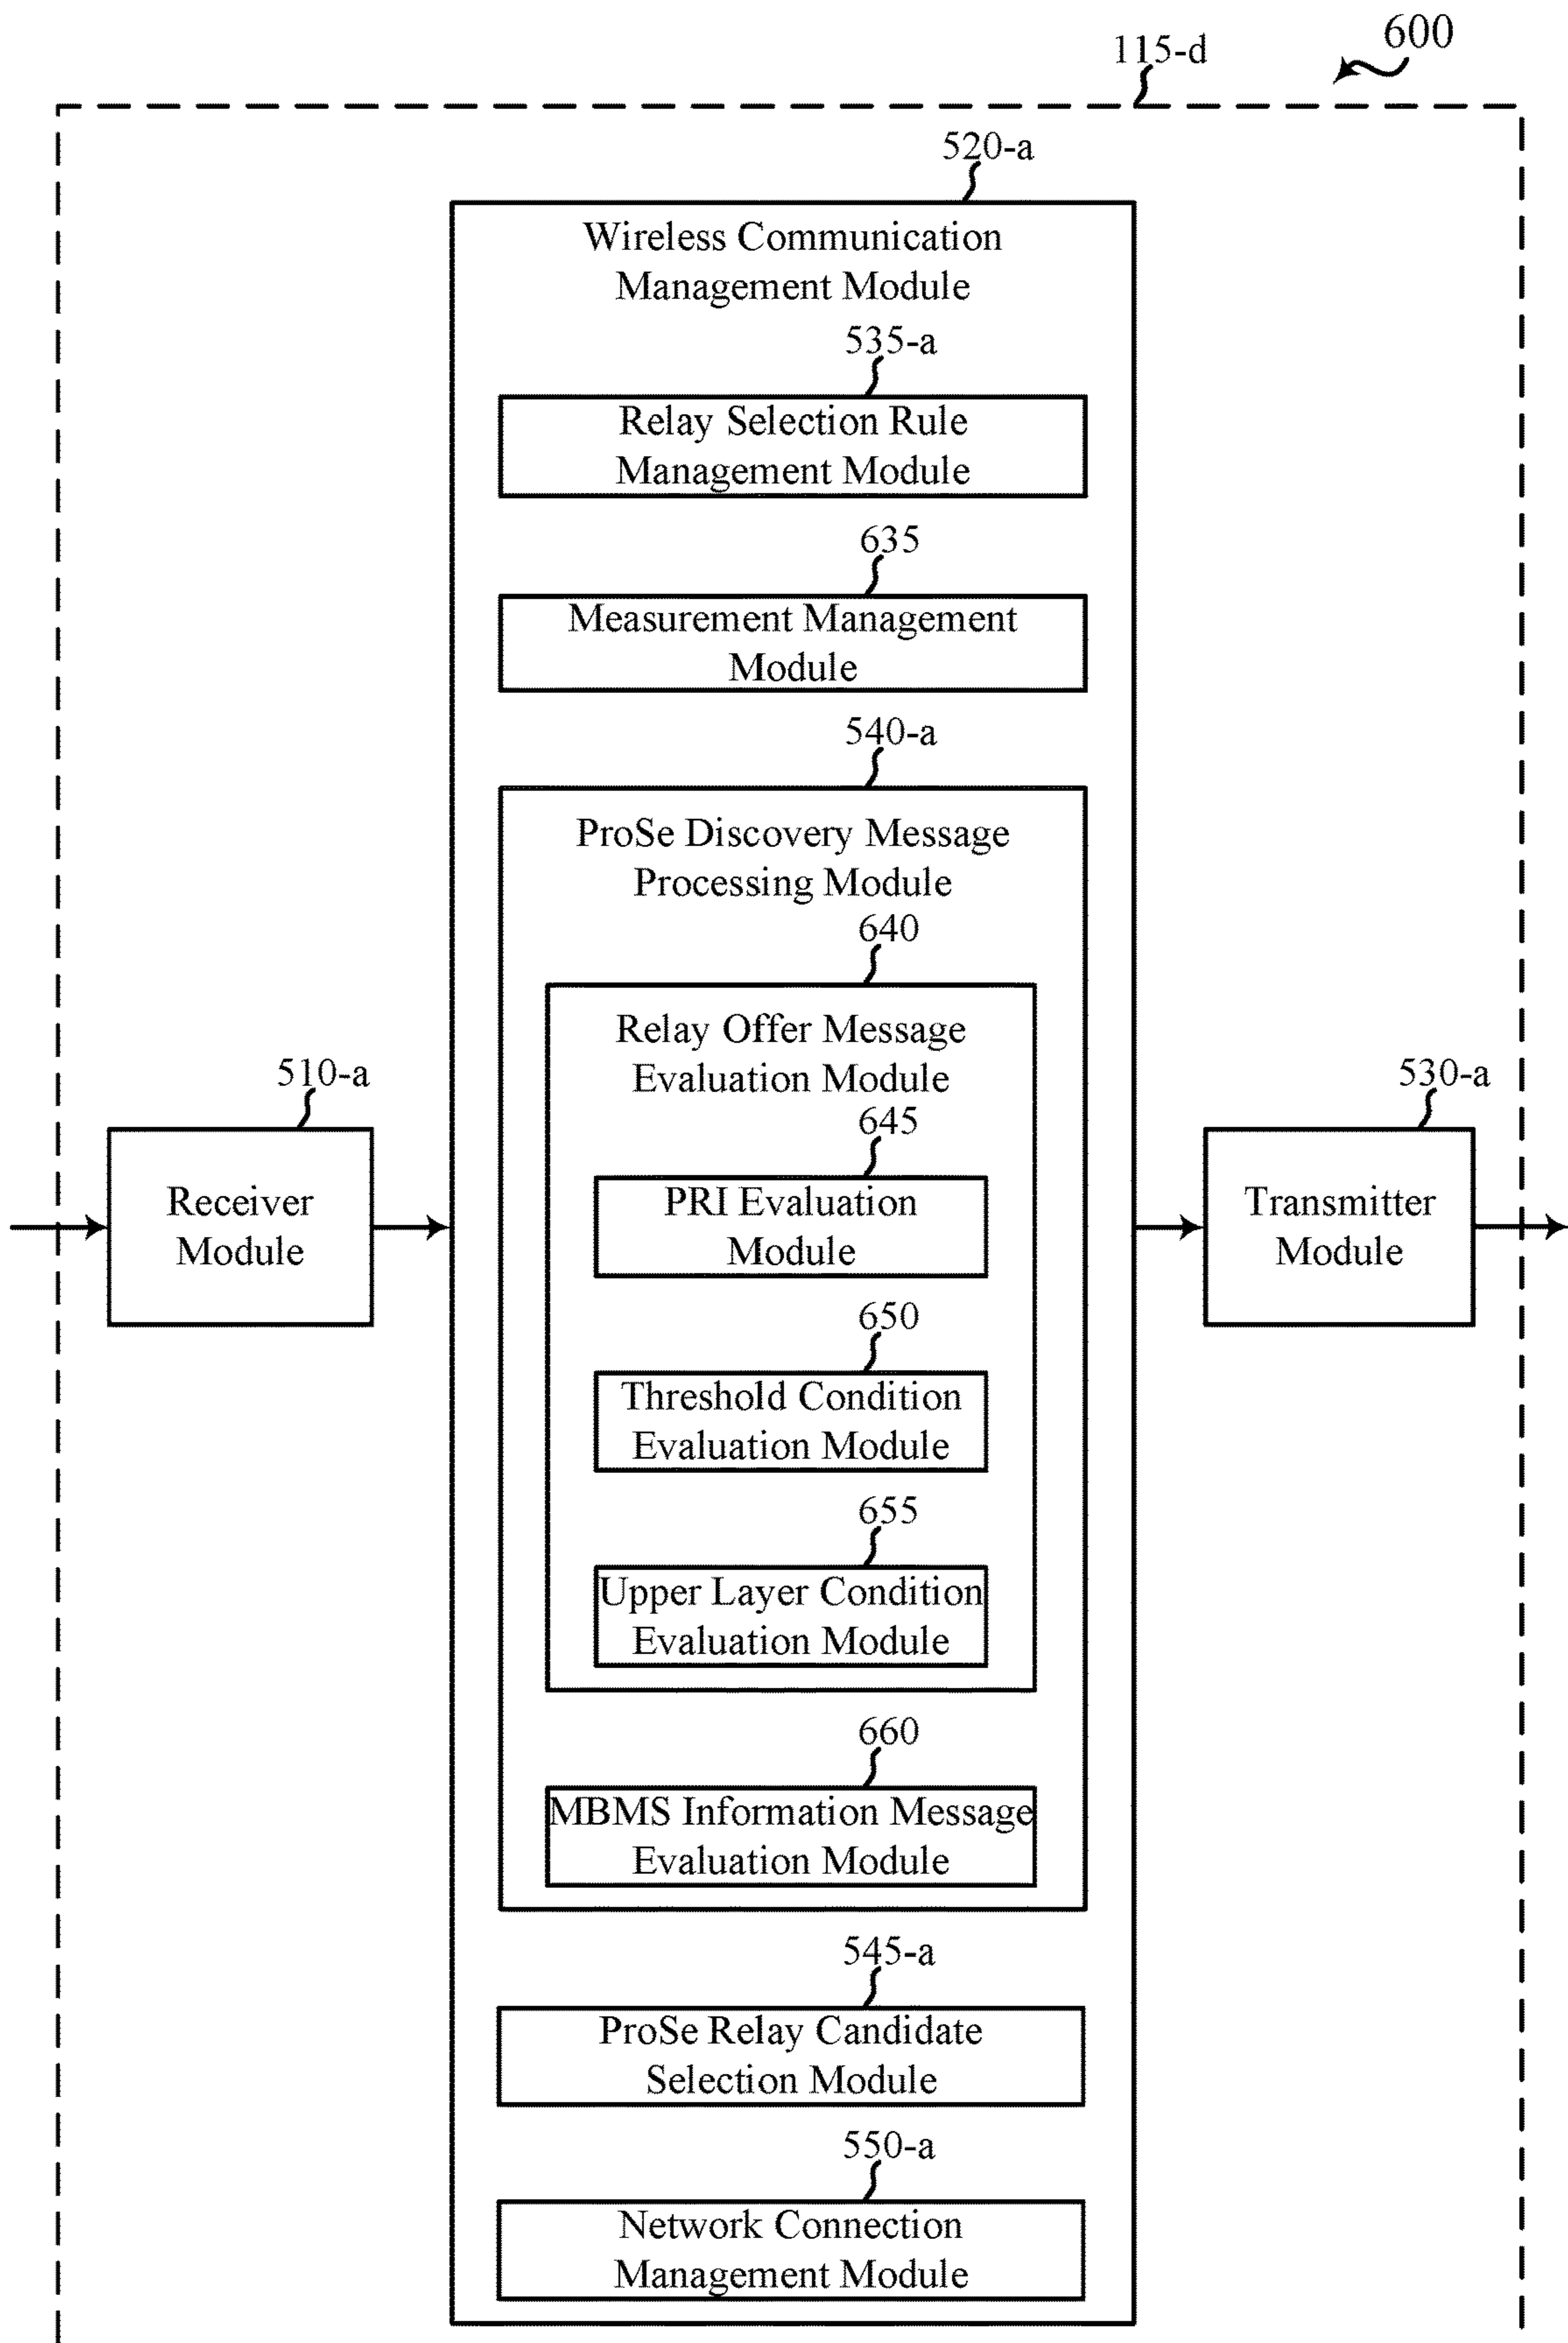 600
115-d
520-a
Wireless Communication
Management Module
535-a
Relay Selection Rule
Management Module
635
Measurement Management
Module
540-a
ProSe Discovery Message
Processing Module
640
Relay Offer Message
Evaluation Module
510-a
Receiver
Module
645
PRI Evaluation
Module
530-a
Transmitter
Module
650
Threshold Condition
Evaluation Module
655
Upper Layer Condition
Evaluation Module
660
MBMS Information Message
Evaluation Module
545-a
ProSe Relay Candidate
Selection Module
550-a
Network Connection
Management Module